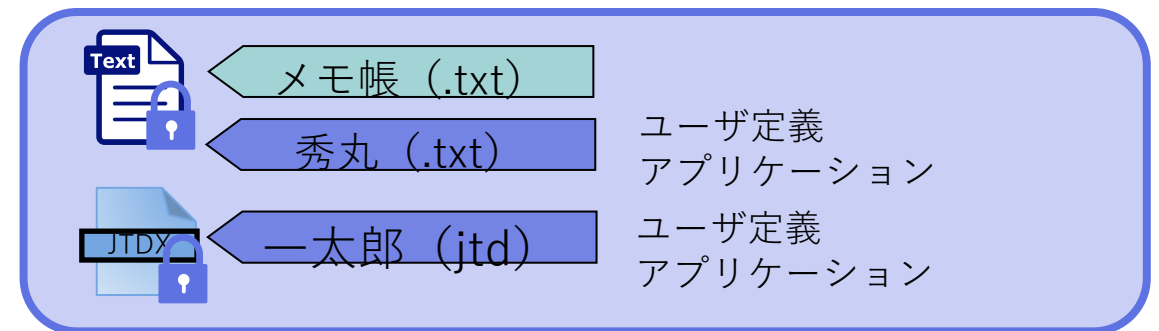 Text
メモ帳（.txt）
秀丸（.txt）
ユーザ定義
アプリケーション
JTDX
一太郎（jtd）
ユーザ定義
アプリケーション